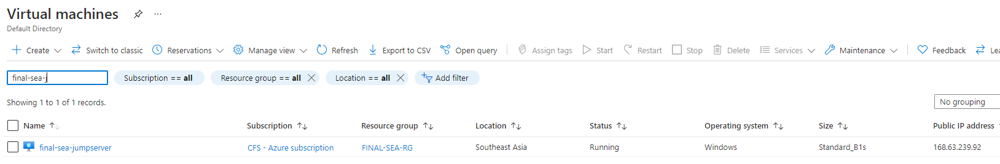 Virtual machines
Default Directory
Create Switch to classic Reservations Manage view Refresh Export to CSV Open query Assign tags Start Restart Stop Delete Services Maintenance Feedback
final-sea-j Subscription == all Resource group == all Location == all Add filter
Showing 1 to 1 of 1 records. No grouping
Name Subscription Resource group Location Status Operating system Size Public IP address
final-sea-jumpserver CFS - Azure subscription FINAL-SEA-RG Southeast Asia Running Windows Standard_B1s 168.63.239.92